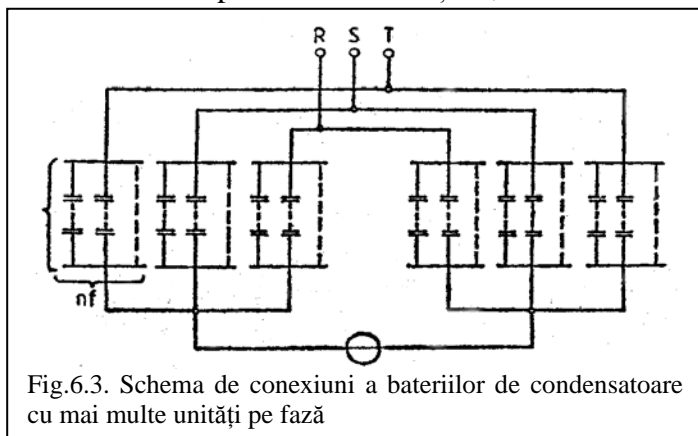 R S T
nf
Fig.6.3. Schema de conexiuni a bateriilor de condensatoare
cu mai multe unități pe fază